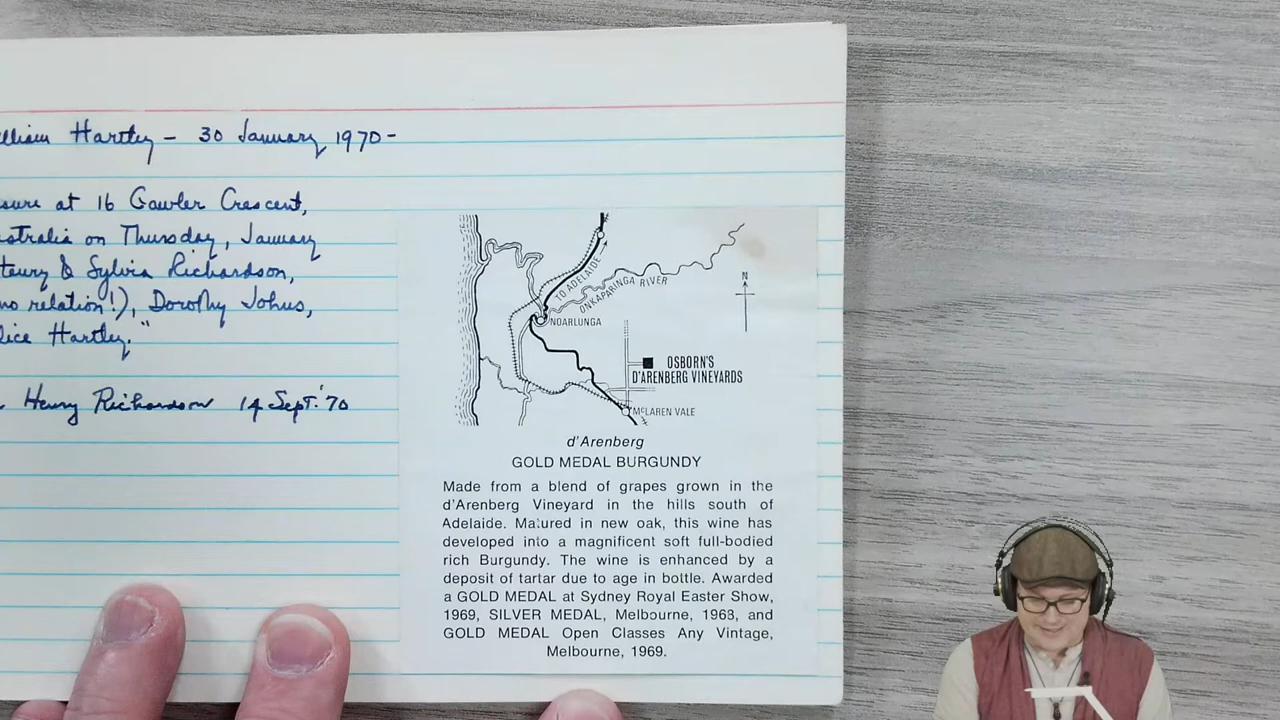 lliam Hartley – 30 January 1970–
sure at 16 Gawler Crescent,
stralia on Thursday, January
& Sylvia Richardson,
no relation!), Dorothy Johns,
lice Hartley."
Henry Richardson 14 Sept. '70
TO ADELAIDE
ONKAPARINGA RIVER
N
NOARLUNGA
OSBORN'S
D'ARENBERG VINEYARDS
McLAREN VALE
d'Arenberg
GOLD MEDAL BURGUNDY
Made from a blend of grapes grown in the
d'Arenberg Vineyard in the hills south of
Adelaide. Matured in new oak, this wine has
developed into a magnificent soft full-bodied
rich Burgundy. The wine is enhanced by a
deposit of tartar due to age in bottle. Awarded
a GOLD MEDAL at Sydney Royal Easter Show,
1969, SILVER MEDAL, Melbourne, 1968, and
GOLD MEDAL Open Classes Any Vintage,
Melbourne, 1969.